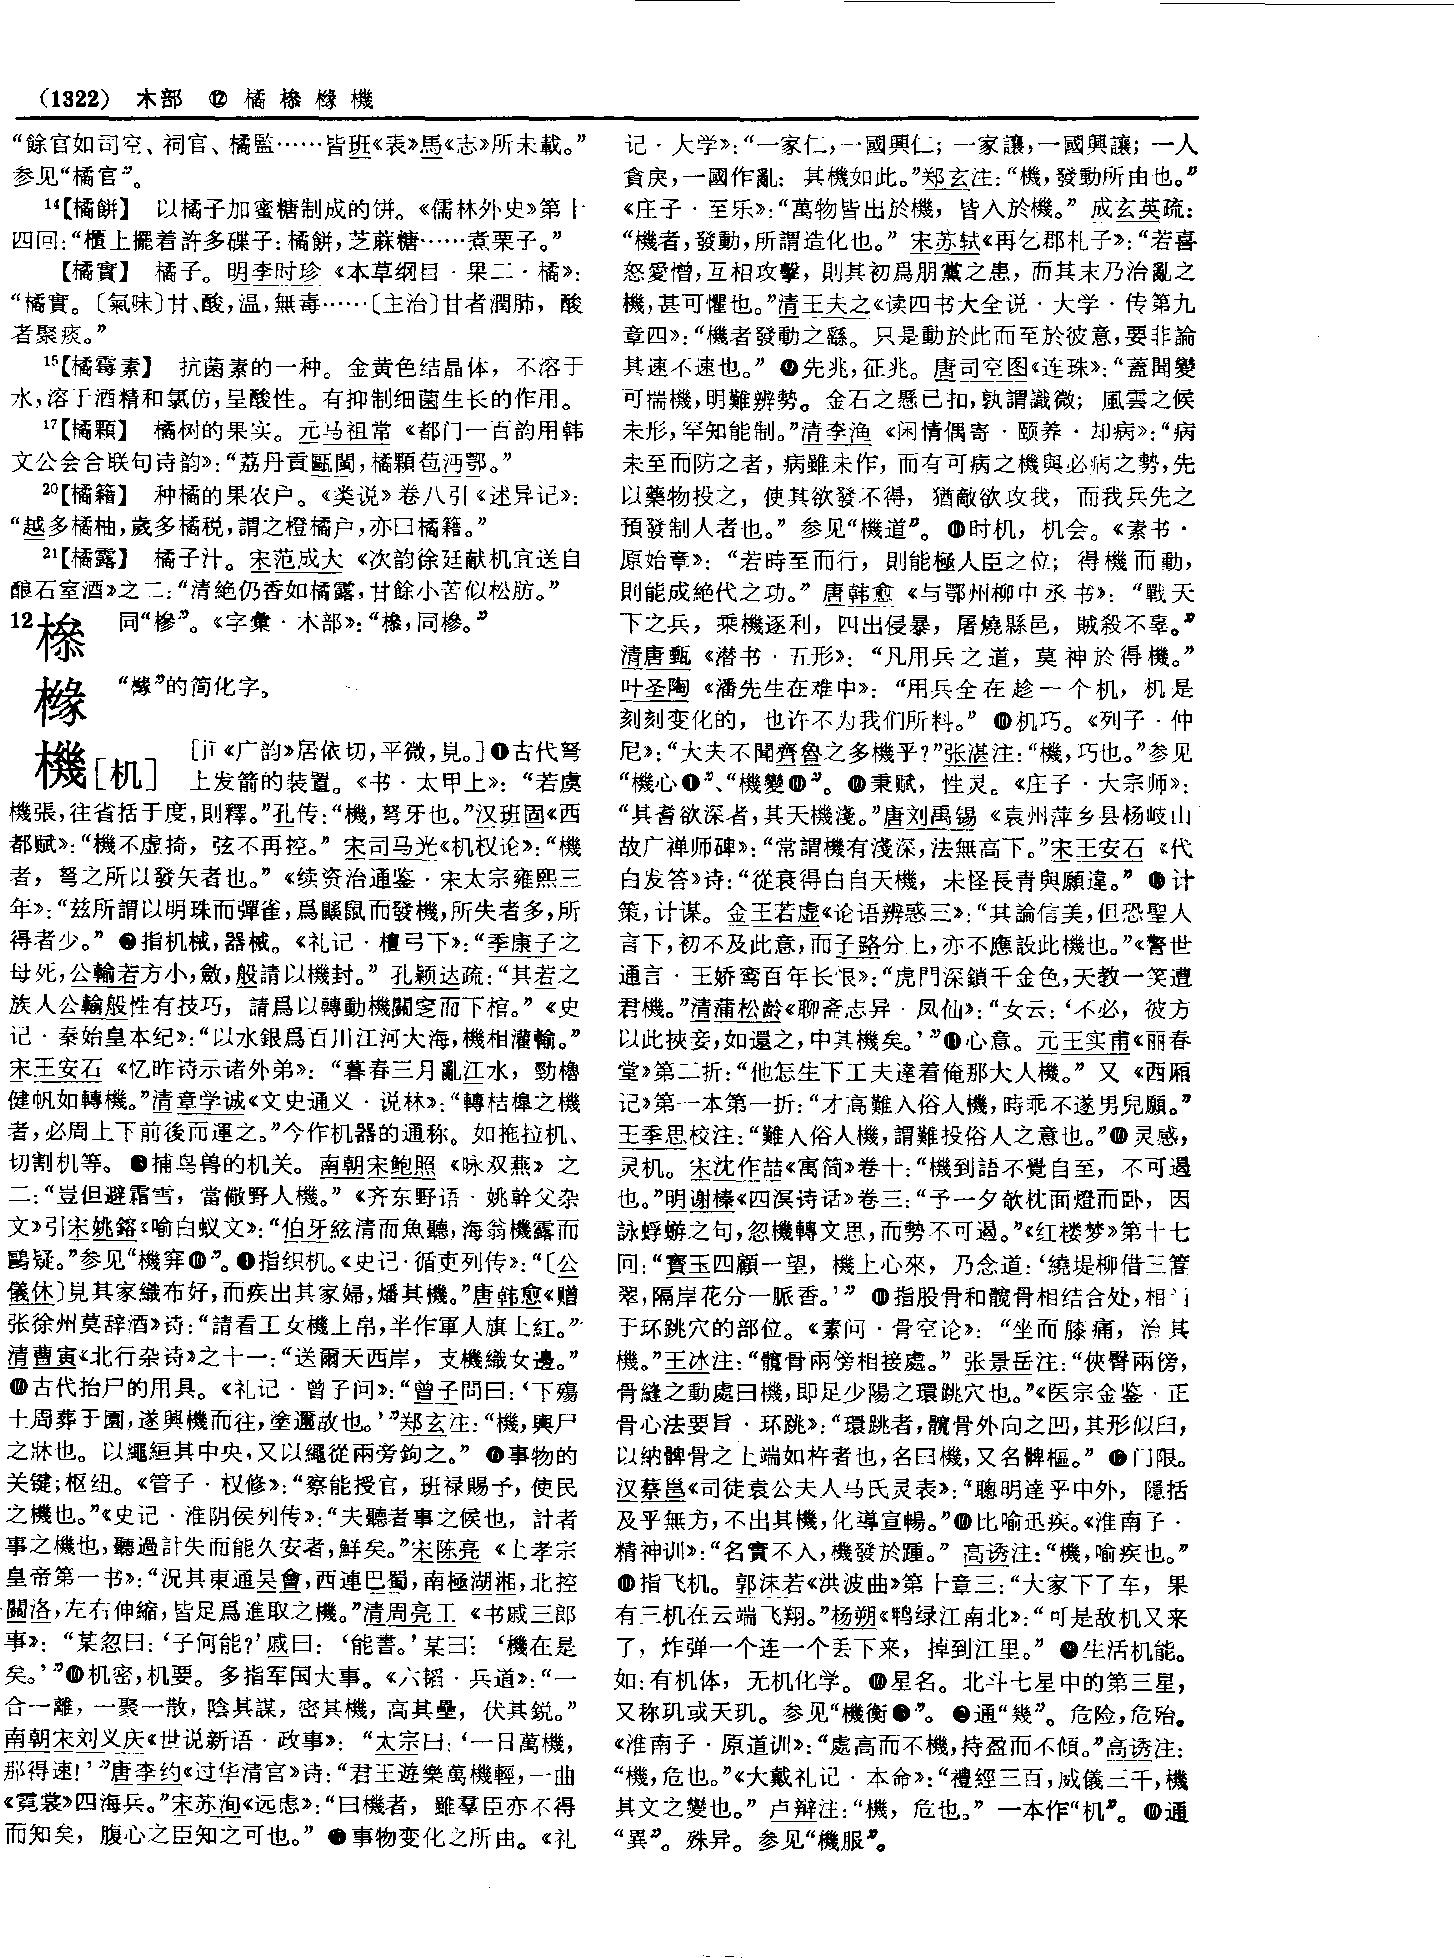 （1322） 木部 ⑫ 橘 橑 橼 機
“餘官如司空、祠官、橘監……皆班《表》馬《志》所未載。”
参见“橘官”。
¹⁴【橘餅】 以橘子加蜜糖制成的饼。《儒林外史》第十
四回：“櫃上擺着許多碟子：橘餅，芝蔴糖……煮栗子。”
【橘實】 橘子。明李时珍《本草纲目·果二·橘》：
“橘實。〔氣味〕甘、酸，温，無毒……〔主治〕甘者潤肺，酸
者聚痰。”
¹⁵【橘霉素】 抗菌素的一种。金黄色结晶体，不溶于
水，溶于酒精和氯仿，呈酸性。有抑制细菌生长的作用。
¹⁷【橘顆】 橘树的果实。元马祖常《都门一百韵用韩
文公会合联句诗韵》：“荔丹貢甌閩，橘顆苞沔鄂。”
²⁰【橘籍】 种橘的果农户。《类说》卷八引《述异记》：
“越多橘柚，歲多橘税，謂之橙橘户，亦曰橘籍。”
²¹【橘露】 橘子汁。宋范成大《次韵徐廷献机宜送自
酿石室酒》之二：“清絶仍香如橘露，甘餘小苦似松肪。”
12 同“槮”。《字彙·木部》：“，同槮。”
橼 “櫞”的简化字。
機［机］ ［jī《广韵》居依切，平微，見。］❶古代弩
上发箭的装置。《书·太甲上》：“若虞
機張，往省括于度，則釋。”孔传：“機，弩牙也。”汉班固《西
都赋》：“機不虚掎，弦不再控。”宋司马光《机权论》：“機
者，弩之所以發矢者也。”《续资治通鉴·宋太宗雍熙三
年》：“兹所謂以明珠而彈雀，爲鼷鼠而發機，所失者多，所
得者少。”❷指机械，器械。《礼记·檀弓下》：“季康子之
母死，公輸若方小，斂，般請以機封。”孔颖达疏：“其若之
族人公輸般性有技巧，請爲以轉動機關窆而下棺。”《史
记·秦始皇本纪》：“以水銀爲百川江河大海，機相灌輸。”
宋王安石《忆昨诗示诸外弟》：“暮春三月亂江水，勁櫓
健帆如轉機。”清章学诚《文史通义·说林》：“轉桔槔之機
者，必周上下前後而運之。”今作机器的通称。如拖拉机、
切割机等。❸捕鸟兽的机关。南朝宋鲍照《咏双燕》之
二：“豈但避霜雪，當儆野人機。”《齐东野语·姚幹父杂
文》引宋姚鎔《喻白蚁文》：“伯牙絃清而魚聽，海翁機露而
鷗疑。”参见“機穽❶”。❹指织机。《史记·循吏列传》：“〔公
儀休〕見其家織布好，而疾出其家婦，燔其機。”唐韩愈《赠
张徐州莫辞酒》诗：“請看工女機上帛，半作軍人旗上紅。”
清曹寅《北行杂诗》之十一：“送爾天西岸，支機織女邊。”
❺古代抬尸的用具。《礼记·曾子问》：“曾子問曰：‘下殤
土周葬于園，遂輿機而往，塗邇故也。’”郑玄注：“機，輿尸
之牀也。以繩絙其中央，又以繩從兩旁鉤之。”❻事物的
关键；枢纽。《管子·权修》：“察能授官，班禄賜予，使民
之機也。”《史记·淮阴侯列传》：“夫聽者事之候也，計者
事之機也，聽過計失而能久安者，鮮矣。”宋陈亮《上孝宗
皇帝第一书》：“況其東通吴會，西連巴蜀，南極湖湘，北控
關洛，左右伸縮，皆足爲進取之機。”清周亮工《书戚三郎
事》：“某忽曰：‘子何能？’戚曰：‘能書。’某曰：‘機在是
矣。’”❼机密，机要。多指军国大事。《六韬·兵道》：“一
合一離，一聚一散，陰其謀，密其機，高其壘，伏其鋭。”
南朝宋刘义庆《世说新语·政事》：“太宗曰：‘一日萬機，
那得速！’”唐李约《过华清宫》诗：“君王遊樂萬機輕，一曲
《霓裳》四海兵。”宋苏洵《远虑》：“曰機者，雖羣臣亦不得
而知矣，腹心之臣知之可也。”❽事物变化之所由。《礼
记·大学》：“一家仁，一國興仁；一家讓，一國興讓；一人
貪戾，一國作亂：其機如此。”郑玄注：“機，發動所由也。”
《庄子·至乐》：“萬物皆出於機，皆入於機。”成玄英疏：
“機者，發動，所謂造化也。”宋苏轼《再乞郡札子》：“若喜
怒愛憎，互相攻擊，則其初爲朋黨之患，而其末乃治亂之
機，甚可懼也。”清王夫之《读四书大全说·大学·传第九
章四》：“機者發動之繇。只是動於此而至於彼意，要非論
其速不速也。”❾先兆，征兆。唐司空图《连珠》：“蓋聞變
可揣機，明難辨勢。金石之懸已扣，孰謂識微；風雲之候
未形，罕知能制。”清李渔《闲情偶寄·颐养·却病》：“病
未至而防之者，病雖未作，而有可病之機與必病之勢，先
以藥物投之，使其欲發不得，猶敵欲攻我，而我兵先之
預發制人者也。”参见“機道”。❿时机，机会。《素书·
原始章》：“若時至而行，則能極人臣之位；得機而動，
則能成絶代之功。”唐韩愈《与鄂州柳中丞书》：“戰天
下之兵，乘機逐利，四出侵暴，屠燒縣邑，賊殺不辜。”
清唐甄《潜书·五形》：“凡用兵之道，莫神於得機。”
叶圣陶《潘先生在难中》：“用兵全在趁一个机，机是
刻刻变化的，也许不为我们所料。”⓫机巧。《列子·仲
尼》：“大夫不聞齊魯之多機乎？”张湛注：“機，巧也。”参见
“機心❶”、“機變❶”。⓬秉赋，性灵。《庄子·大宗师》：
“其耆欲深者，其天機淺。”唐刘禹锡《袁州萍乡县杨岐山
故广禅师碑》：“常謂機有淺深，法無高下。”宋王安石《代
白发答》诗：“從衰得白自天機，未怪長青與願違。”⓭计
策，计谋。金王若虚《论语辨惑三》：“其論信美，但恐聖人
言下，初不及此意，而子路分上，亦不應設此機也。”《警世
通言·王娇鸾百年长恨》：“虎門深鎖千金色，天教一笑遭
君機。”清蒲松龄《聊斋志异·凤仙》：“女云：‘不必，彼方
以此挾妾，如還之，中其機矣。’”⓮心意。元王实甫《丽春
堂》第二折：“他怎生下工夫達着俺那大人機。”又《西厢
记》第一本第一折：“才高難入俗人機，時乖不遂男兒願。”
王季思校注：“難入俗人機，謂難投俗人之意也。”⓯灵感，
灵机。宋沈作喆《寓简》卷十：“機到語不覺自至，不可遏
也。”明谢榛《四溟诗话》卷三：“予一夕欹枕面燈而卧，因
詠蜉蝣之句，忽機轉文思，而勢不可遏。”《红楼梦》第十七
回：“寳玉四顧一望，機上心來，乃念道：‘繞堤柳借三篙
翠，隔岸花分一脈香。’”⓰指股骨和髋骨相结合处，相当
于环跳穴的部位。《素问·骨空论》：“坐而膝痛，治其
機。”王冰注：“髖骨兩傍相接處。”张景岳注：“俠臀兩傍，
骨縫之動處曰機，即足少陽之環跳穴也。”《医宗金鉴·正
骨心法要旨·环跳》：“環跳者，髖骨外向之凹，其形似臼，
以纳髀骨之上端如杵者也，名曰機，又名髀樞。”⓱门限。
汉蔡邕《司徒袁公夫人马氏灵表》：“聰明達乎中外，隱括
及乎無方，不出其機，化導宣暢。”⓲比喻迅疾。《淮南子·
精神训》：“名實不入，機發於踵。”高诱注：“機，喻疾也。”
⓳指飞机。郭沫若《洪波曲》第十章三：“大家下了车，果
有三机在云端飞翔。”杨朔《鸭绿江南北》：“可是敌机又来
了，炸弹一个连一个丢下来，掉到江里。”⓴生活机能。
如：有机体，无机化学。㉑星名。北斗七星中的第三星，
又称玑或天玑。参见“機衡❶”。㉒通“幾”。危险，危殆。
《淮南子·原道训》：“處高而不機，持盈而不傾。”高诱注：
“機，危也。”《大戴礼记·本命》：“禮經三百，威儀三千，機
其文之變也。”卢辩注：“機，危也。”一本作“机”。㉓通
“異”。殊异。参见“機服”。